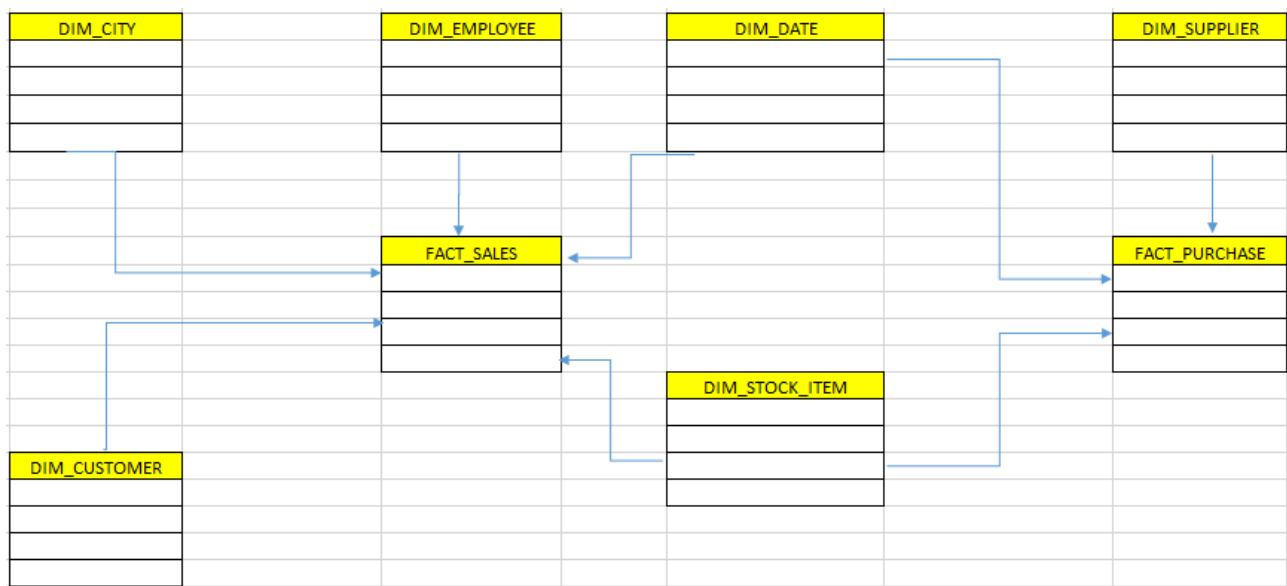 DIM_CITY
DIM_EMPLOYEE
DIM_DATE
DIM_SUPPLIER
FACT_SALES
FACT_PURCHASE
DIM_STOCK_ITEM
DIM_CUSTOMER